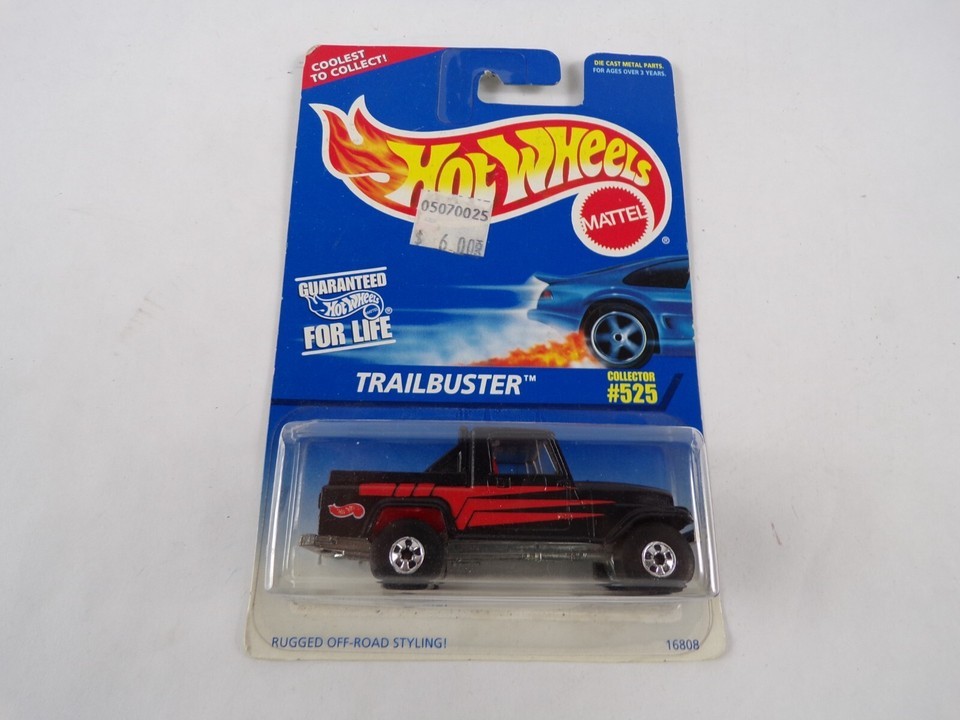 COOLEST
TO COLLECT!
DIE CAST METAL PARTS.
FOR AGES OVER 3 YEARS.
HOT WHEELS
MATTEL
®
05070025
$ 6.00
GUARANTEED
HOT WHEELS ®
FOR LIFE
TRAILBUSTER™
COLLECTOR
#525
RUGGED OFF-ROAD STYLING!
16808